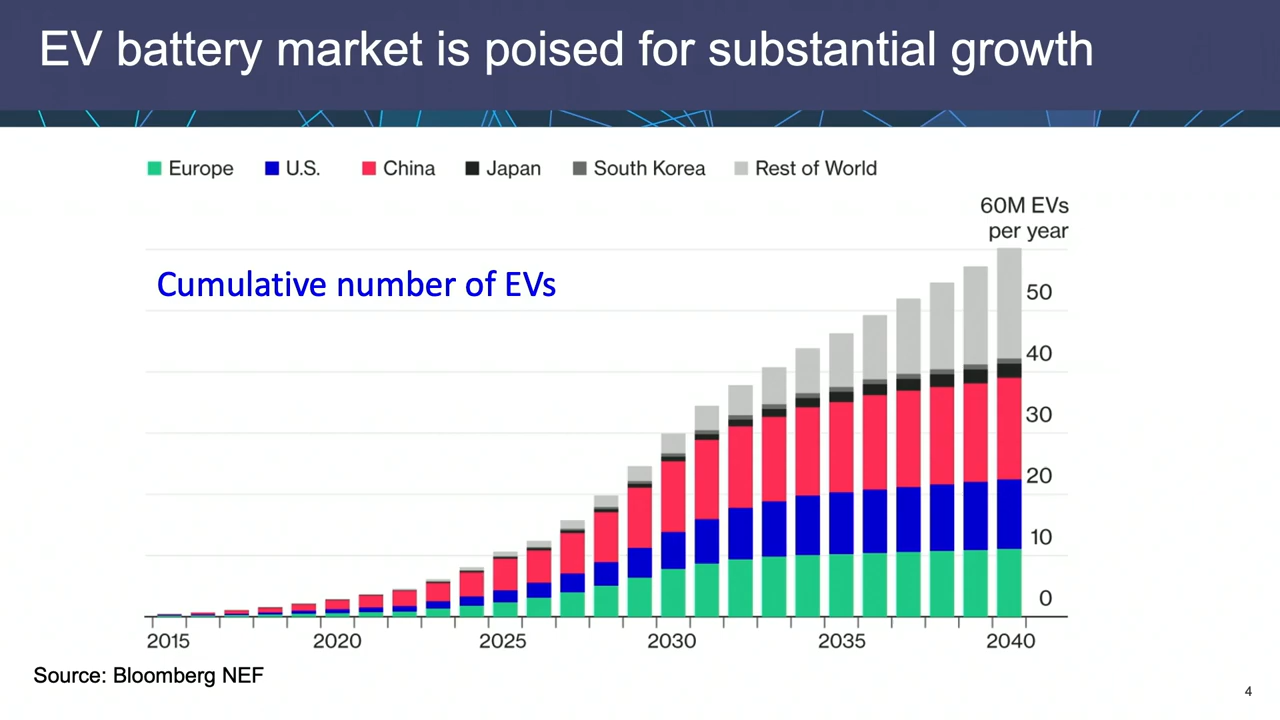 EV battery market is poised for substantial growth
Europe U.S. China Japan South Korea Rest of World
60M EVs
per year
Cumulative number of EVs
50
40
30
20
10
0
2015 2020 2025 2030 2035 2040
Source: Bloomberg NEF
4